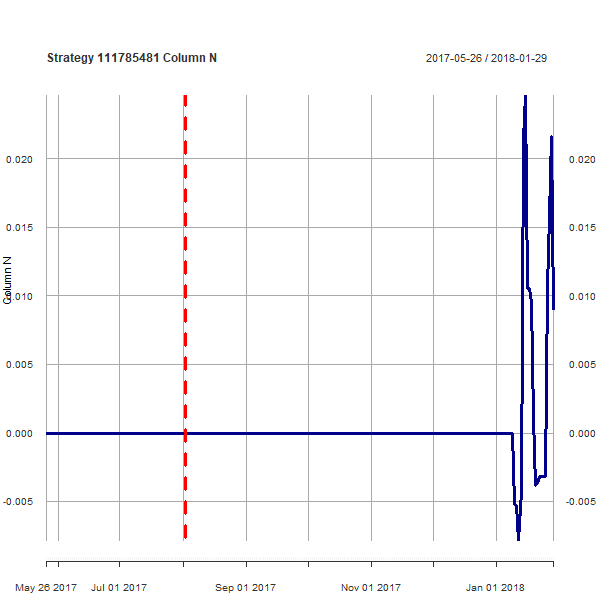 Strategy 111785481 Column N
2017-05-26 / 2018-01-29
0.020
0.015
0.010
0.005
0.000
-0.005
Column N
0.020
0.015
0.010
0.005
0.000
-0.005
May 26 2017
Jul 01 2017
Sep 01 2017
Nov 01 2017
Jan 01 2018